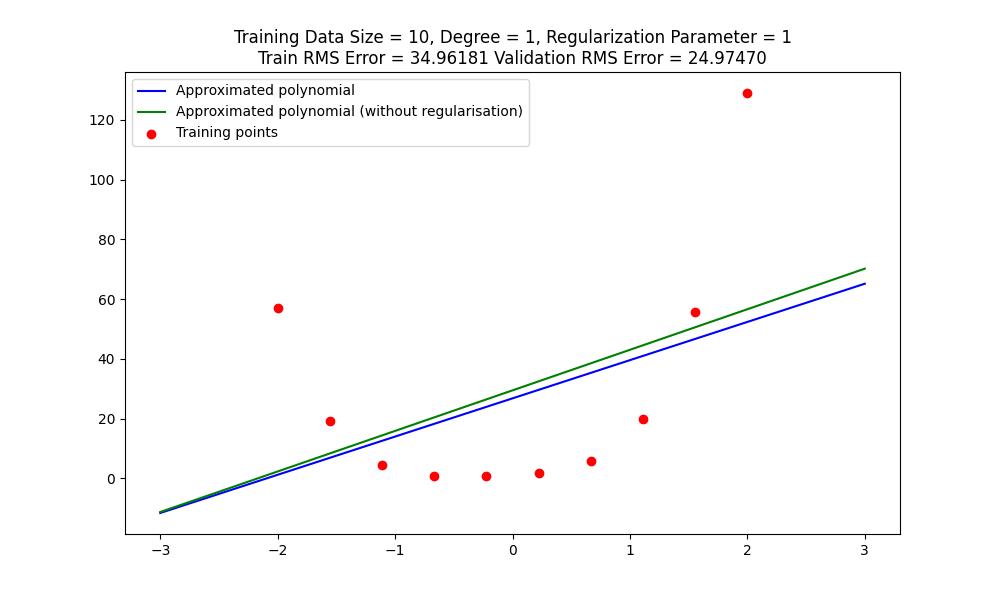 Training Data Size = 10, Degree = 1, Regularization Parameter = 1
Train RMS Error = 34.96181 Validation RMS Error = 24.97470
Approximated polynomial
Approximated polynomial (without regularisation)
Training points
120
100
80
60
40
20
0
−3 −2 −1 0 1 2 3